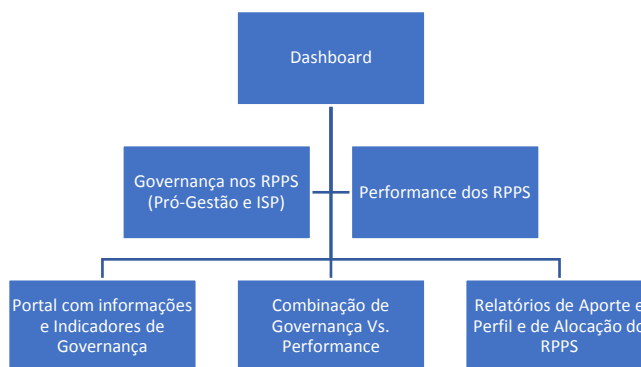 Dashboard
Governança nos RPPS
(Pró-Gestão e ISP)
Performance dos RPPS
Portal com informações
e Indicadores de
Governança
Combinação de
Governança Vs.
Performance
Relatórios de Aporte e
Perfil e de Alocação do
RPPS